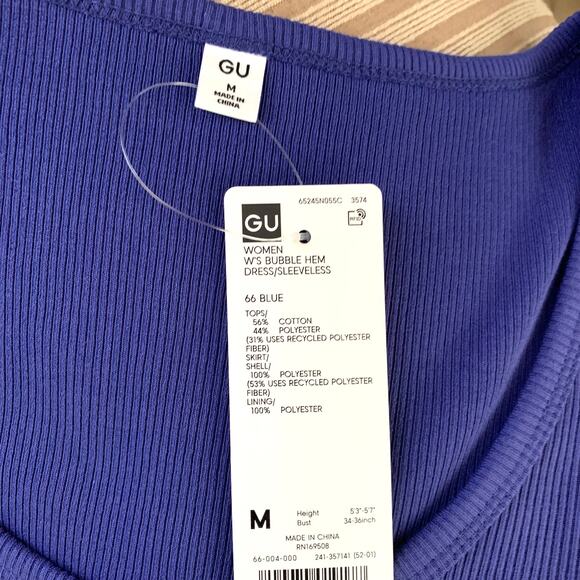 GU
M
MADE IN
CHINA
65245N055C 3574
GU
RFID
WOMEN
W'S BUBBLE HEM
DRESS/SLEEVELESS
66 BLUE
TOPS/
56% COTTON
44% POLYESTER
(31% USES RECYCLED POLYESTER
FIBER)
SKIRT/
SHELL/
100% POLYESTER
(53% USES RECYCLED POLYESTER
FIBER)
LINING/
100% POLYESTER
M Height 5'3"-5'7"
Bust 34-36inch
MADE IN CHINA
RN169508
66-004-000 241-357141 (52-01)